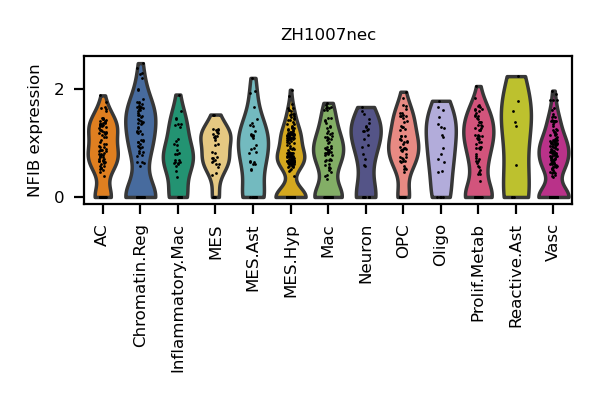 ZH1007nec
NFIB expression
2
0
AC
Chromatin.Reg
Inflammatory.Mac
MES
MES.Ast
MES.Hyp
Mac
Neuron
OPC
Oligo
Prolif.Metab
Reactive.Ast
Vasc